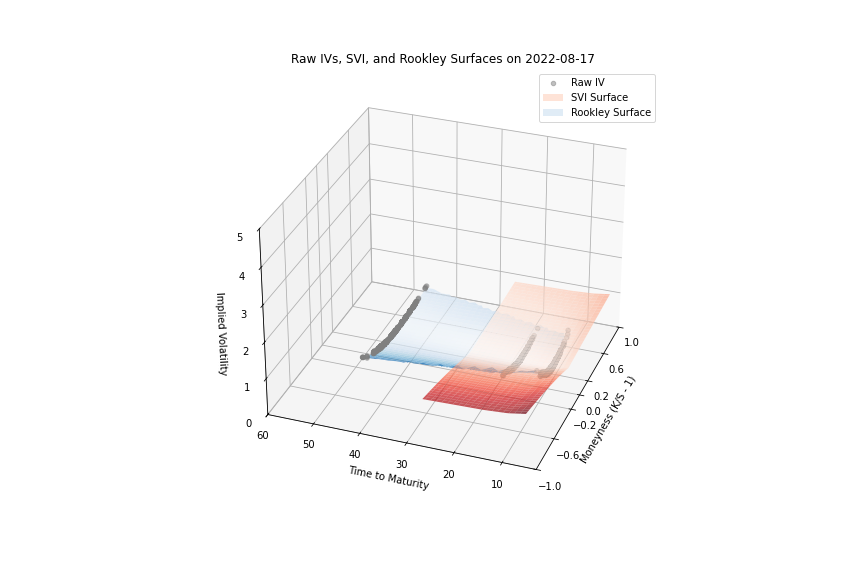 Raw IVs, SVI, and Rookley Surfaces on 2022-08-17
Raw IV
SVI Surface
Rookley Surface
5
4
3
2
1
0
Implied Volatility
60
50
40
30
20
10
Time to Maturity
1.0
0.6
0.2
0.0
−0.2
−0.6
−1.0
Moneyness (K/S - 1)